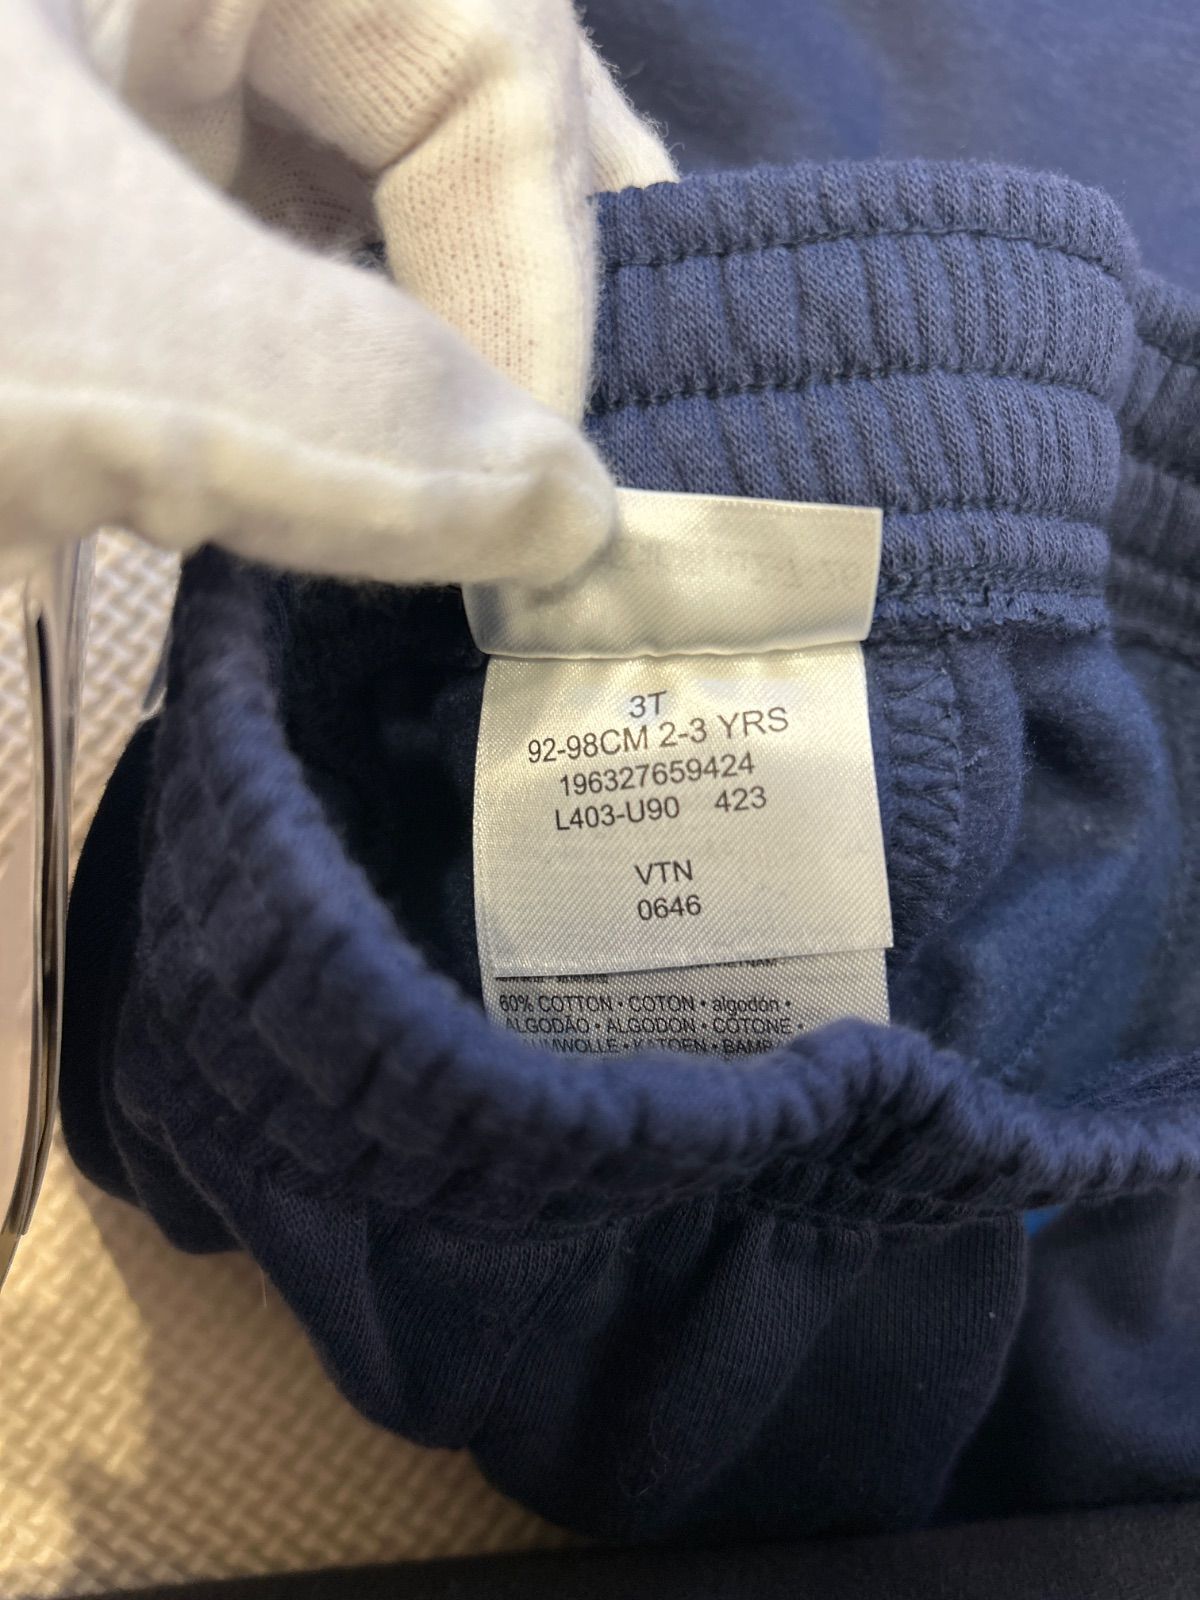 3T
92-98CM 2-3 YRS
196327659424
L403-U90 423
VTN
0646
60% COTTON • COTON • algodón •
ALGODÃO • ALGODON • COTONE •
KATOEN •